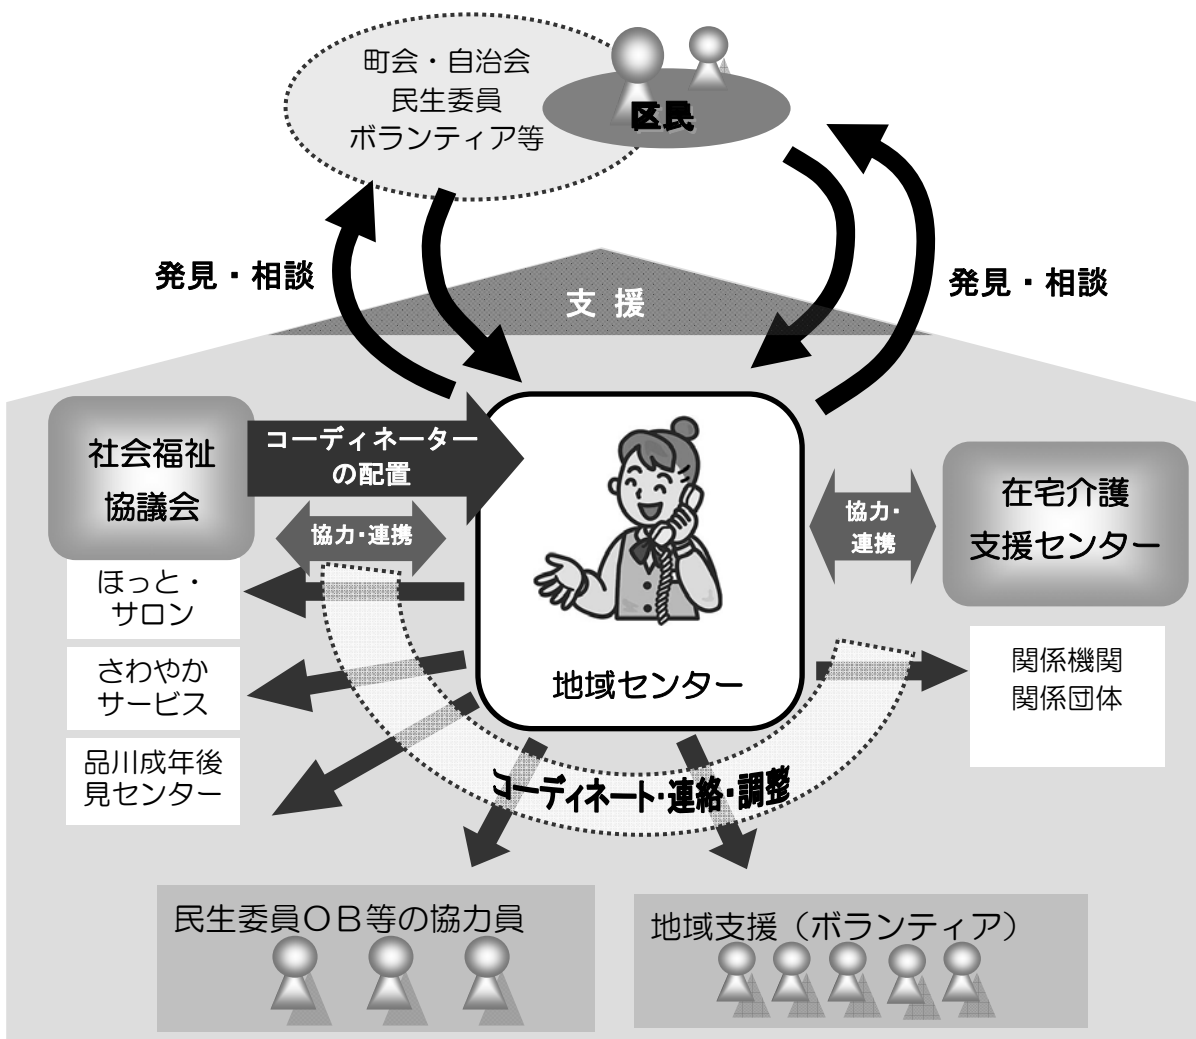 町会・自治会
民生委員
ボランティア等
区民
発見・相談
発見・相談
支 援
社会福祉
協議会
コーディネーター
の配置
協力・連携
協力・
連携
在宅介護
支援センター
ほっと・
サロン
さわやか
サービス
品川成年後
見センター
地域センター
関係機関
関係団体
コーディネート・連絡・調整
民生委員ＯＢ等の協力員
地域支援（ボランティア）